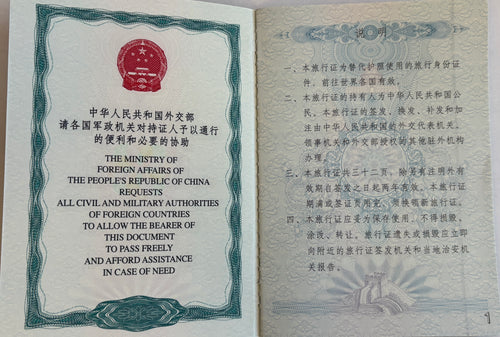 中华人民共和国外交部
请各国军政机关对持证人予以通行
的便利和必要的协助
THE MINISTRY OF
FOREIGN AFFAIRS OF
THE PEOPLE'S REPUBLIC OF CHINA
REQUESTS
ALL CIVIL AND MILITARY AUTHORITIES
OF FOREIGN COUNTRIES
TO ALLOW THE BEARER OF
THIS DOCUMENT
TO PASS FREELY
AND AFFORD ASSISTANCE
IN CASE OF NEED
说明
一、本旅行证为替代护照使用的旅行身份证
件，前往世界各国有效。
二、本旅行证的持有人为中华人民共和国公
民。本旅行证的签发、换发、补发和加
注由中华人民共和国的外交代表机关、
领事机关和外交部授权的其他驻外机构
办理。
三、本旅行证共三十二页，除另有注明外有
效期自签发之日起两年有效。本旅行证期
满或签证页用完，须换领新旅行证。
四、本旅行证应妥为保存使用，不得损毁、
涂改、转让。旅行证遗失或损毁应立即
向附近的旅行证签发机关和当地治安机
关报告。